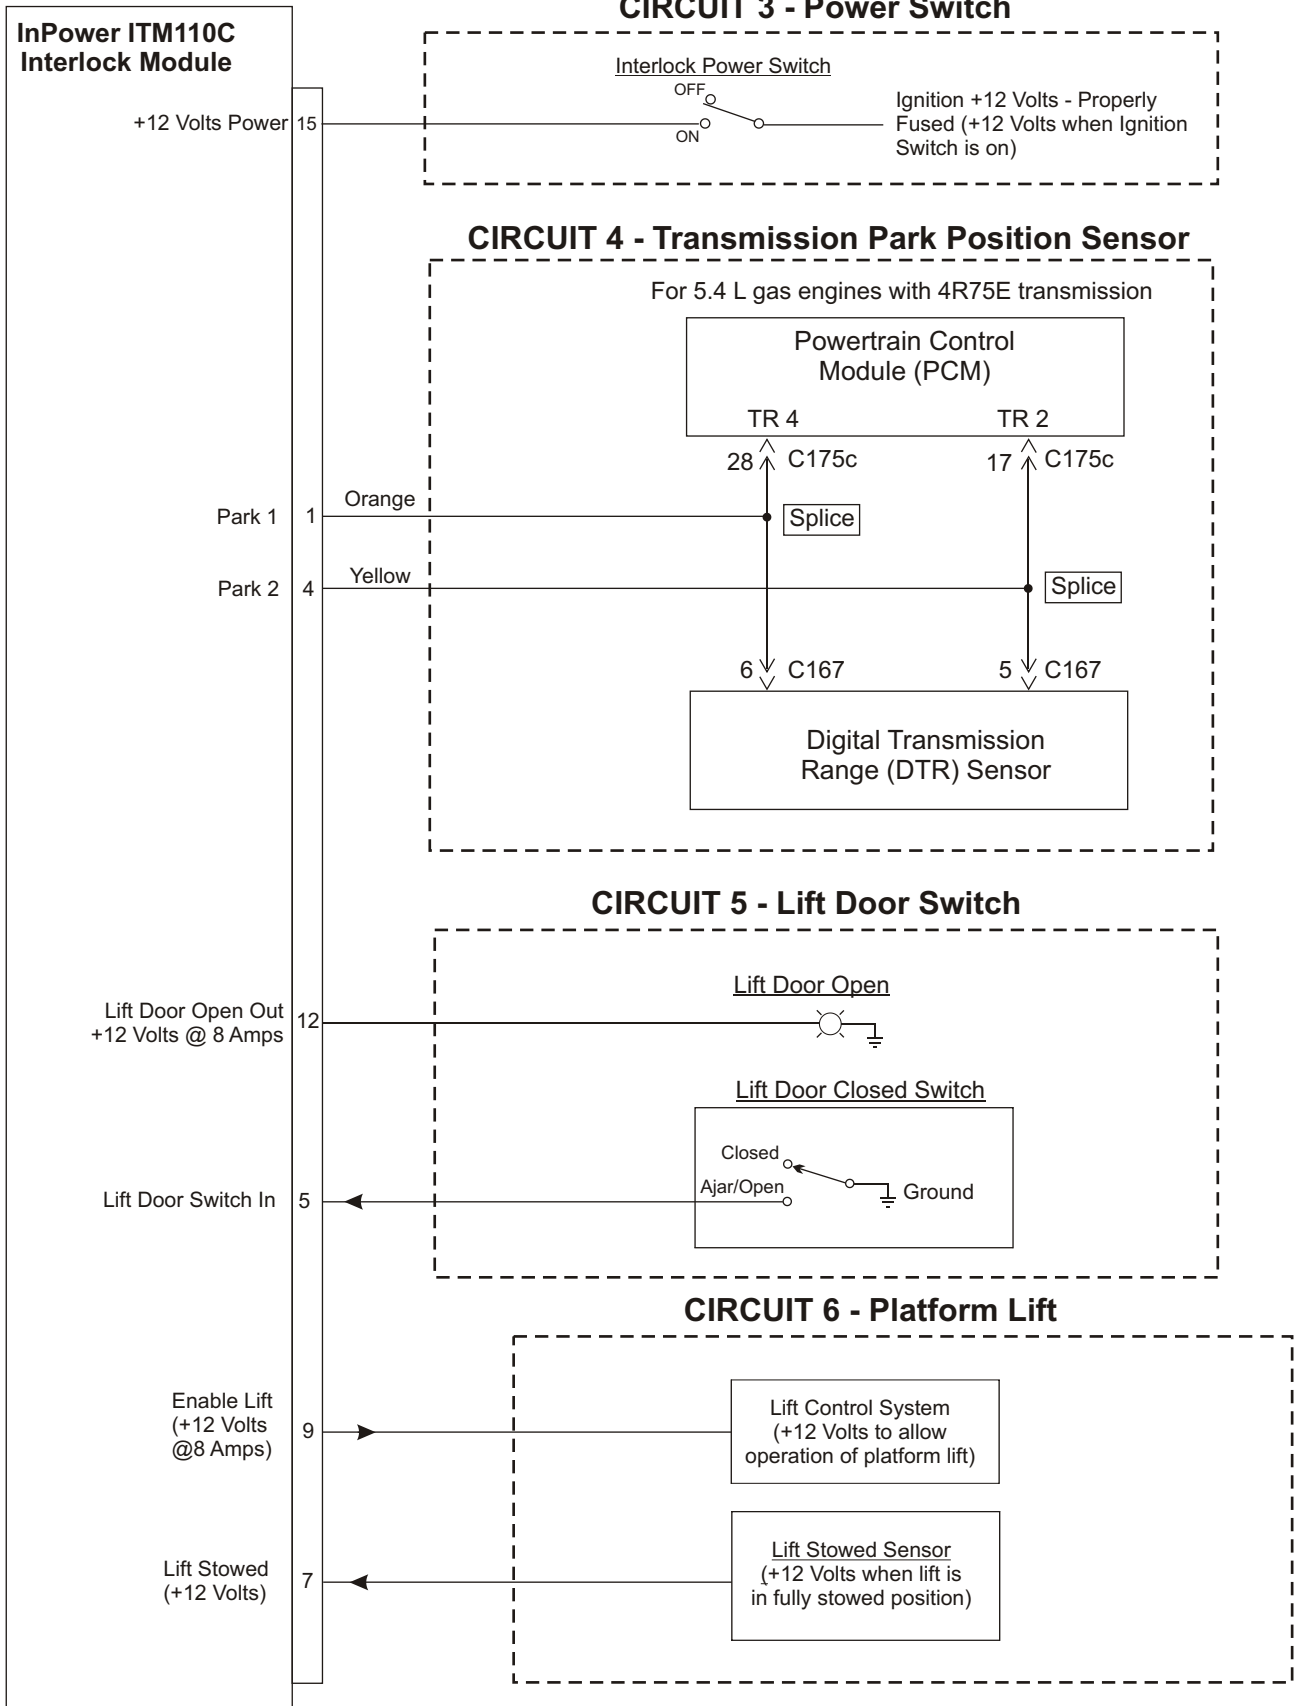 CIRCUIT 3 - Power Switch
InPower ITM110C
Interlock Module
Interlock Power Switch
OFF
ON
Ignition +12 Volts - Properly
Fused (+12 Volts when Ignition
Switch is on)
+12 Volts Power 15
CIRCUIT 4 - Transmission Park Position Sensor
For 5.4 L gas engines with 4R75E transmission
Powertrain Control
Module (PCM)
TR 4 TR 2
28 C175c 17 C175c
Park 1 1 Orange Splice
Park 2 4 Yellow Splice
6 C167 5 C167
Digital Transmission
Range (DTR) Sensor
CIRCUIT 5 - Lift Door Switch
Lift Door Open
Lift Door Open Out
+12 Volts @ 8 Amps
12
Lift Door Closed Switch
Closed
Ajar/Open
Ground
Lift Door Switch In 5
CIRCUIT 6 - Platform Lift
Enable Lift
(+12 Volts
@8 Amps)
9
Lift Control System
(+12 Volts to allow
operation of platform lift)
Lift Stowed
(+12 Volts)
7
Lift Stowed Sensor
(+12 Volts when lift is
in fully stowed position)